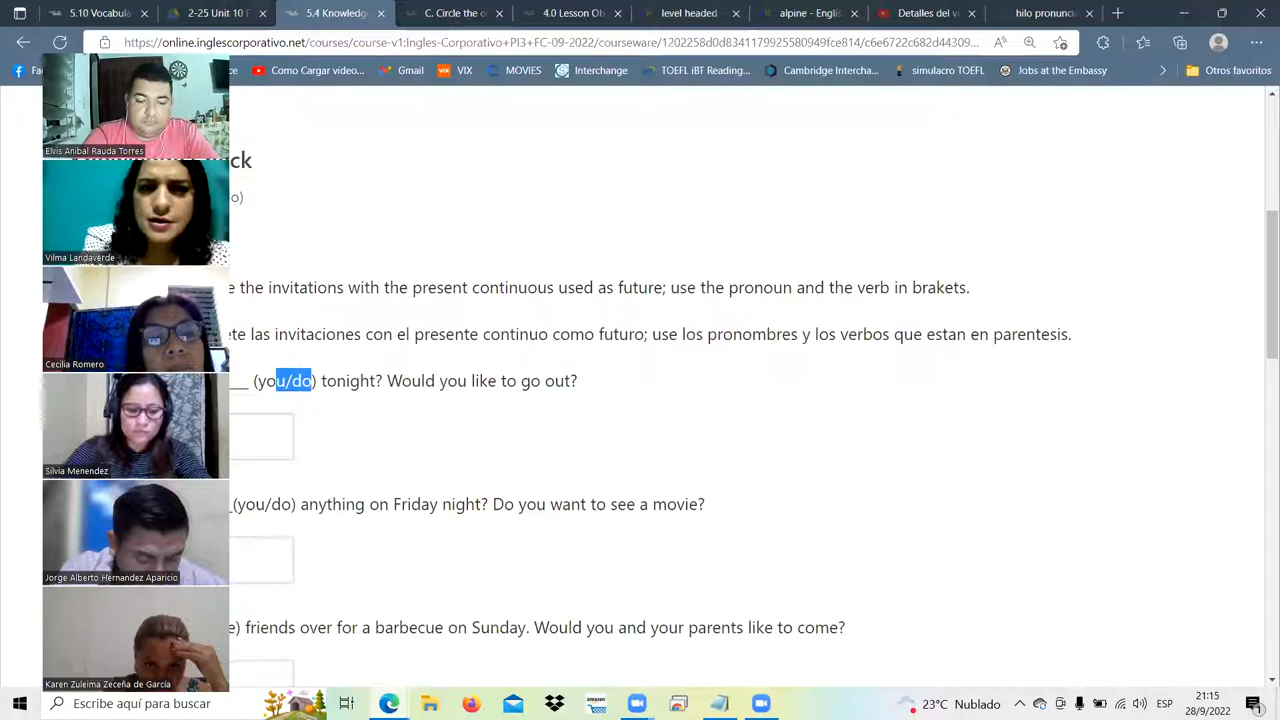 5.10 Vocabula
2-25 Unit 10 E
5.4 Knowledg
4.0 Lesson Ob
level headers
alpine - Englis
Detalles del v
hilo pronunci
https://online.inglescorporativo.net/courses/course-v1:Ingles-Corporativo+PI3+FC-09-2022/courseware/1202258d0d8341179925580949fce814/c6e6722c682d44309...
Como Cargar vídeo...
Gmail
VIX
MOVIES
Interchange
TOEFL iBT Reading...
Cambridge Intercha...
simulacro TOEFL
Jobs at the Embassy
Otros favoritos
Elvis Anibal Rauda Torres
ck
o)
Vilma Landaverde
e the invitations with the present continuous used as future; use the pronoun and the verb in brakets.
ete las invitaciones con el presente continuo como futuro; use los pronombres y los verbos que estan en parentesis.
Cecilia Romero
__ (you/do) tonight? Would you like to go out?
Silvia Menendez
_(you/do) anything on Friday night? Do you want to see a movie?
Jorge Alberto Hernandez Aparicio
e) friends over for a barbecue on Sunday. Would you and your parents like to come?
Karen Zuleima Zeceña de García
Escribe aquí para buscar
amazon
23°C Nublado
ESP
21:15
28/9/2022
1